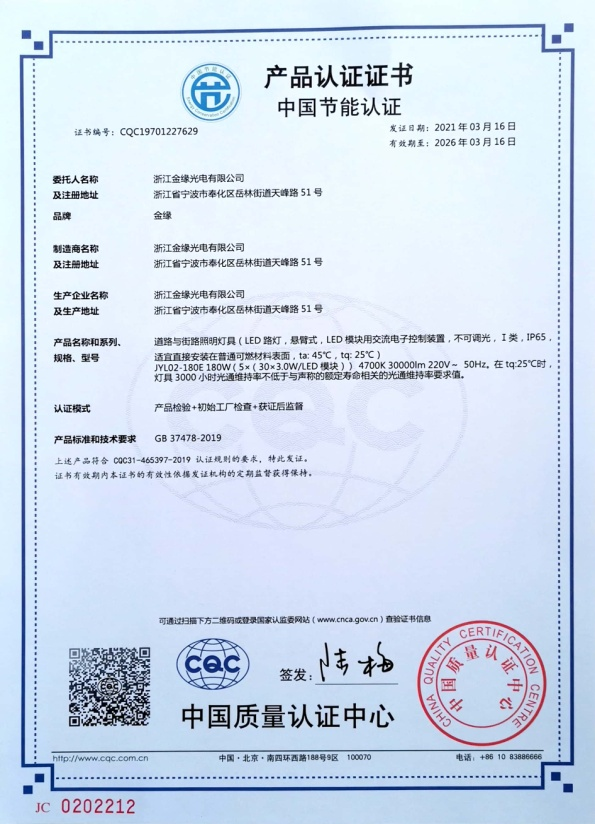 中国节能认证
产品认证证书
中国节能认证
证书编号：CQC19701227629
发证日期：2021 年 03 月 16 日
有效期至：2026 年 03 月 16 日
委托人名称
及注册地址
浙江金缘光电有限公司
浙江省宁波市奉化区岳林街道天峰路 51 号
品牌
金缘
制造商名称
及注册地址
浙江金缘光电有限公司
浙江省宁波市奉化区岳林街道天峰路 51 号
生产企业名称
及生产地址
浙江金缘光电有限公司
浙江省宁波市奉化区岳林街道天峰路 51 号
产品名称和系列、
规格、型号
道路与街路照明灯具（LED 路灯，悬臂式，LED 模块用交流电子控制装置，不可调光，Ⅰ类，IP65，
适宜直接安装在普通可燃材料表面，ta: 45℃，tq: 25℃）
JYL02-180E 180W（5×（30×3.0W/LED 模块）） 4700K 30000lm 220V～ 50Hz。在 tq:25℃时，
灯具 3000 小时光通维持率不低于与声称的额定寿命相关的光通维持率要求值。
认证模式
产品检验+初始工厂检查+获证后监督
产品标准和技术要求
GB 37478-2019
上述产品符合 CQC31-465397-2019 认证规则的要求，特此发证。
证书有效期内本证书的有效性依据发证机构的定期监督获得保持。
CQC
可通过扫描下方二维码或登录国家认监委网站（www.cnca.gov.cn）查验证书信息
CQC
签发：
陆梅
中国质量认证中心
CHINA QUALITY CERTIFICATION CENTRE
中国质量认证中心
http://www.cqc.com.cn
中国・北京・南四环西路188号9区 100070
电话：+86 10 83886666
JC 0202212